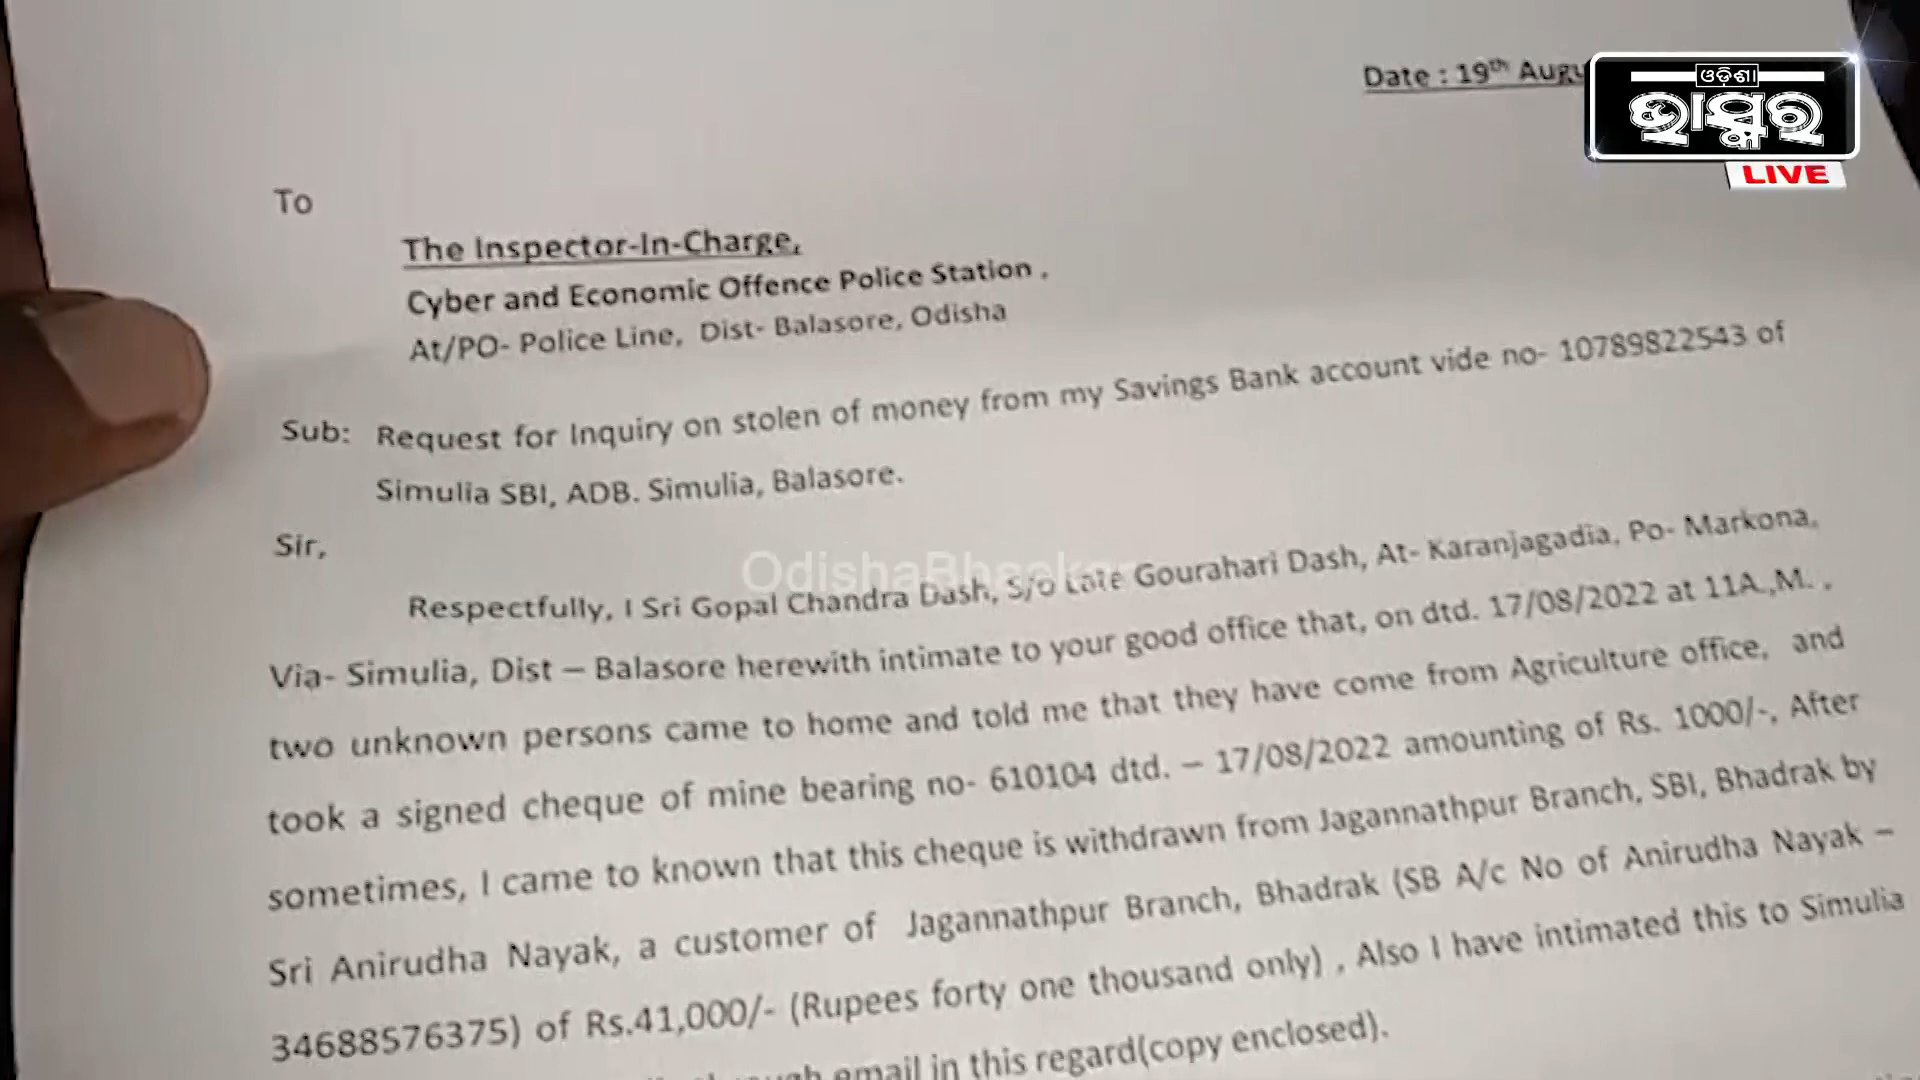 Date : 19th Augu
ଓଡ଼ିଶା
ଭାସ୍କର
LIVE
To
The Inspector-In-Charge,
Cyber and Economic Offence Police Station ,
At/PO- Police Line, Dist- Balasore, Odisha
Sub: Request for Inquiry on stolen of money from my Savings Bank account vide no- 10789822543 of
Simulia SBI, ADB. Simulia, Balasore.
Sir,
OdishaBhaskar
Respectfully, I Sri Gopal Chandra Dash, S/o Late Gourahari Dash, At- Karanjagadia, Po- Markona,
Via- Simulia, Dist – Balasore herewith intimate to your good office that, on dtd. 17/08/2022 at 11A.,M. ,
two unknown persons came to home and told me that they have come from Agriculture office, and
took a signed cheque of mine bearing no- 610104 dtd. – 17/08/2022 amounting of Rs. 1000/-, After
sometimes, I came to known that this cheque is withdrawn from Jagannathpur Branch, SBI, Bhadrak by
Sri Anirudha Nayak, a customer of Jagannathpur Branch, Bhadrak (SB A/c No of Anirudha Nayak –
34688576375) of Rs.41,000/- (Rupees forty one thousand only) , Also I have intimated this to Simulia
email in this regard(copy enclosed).